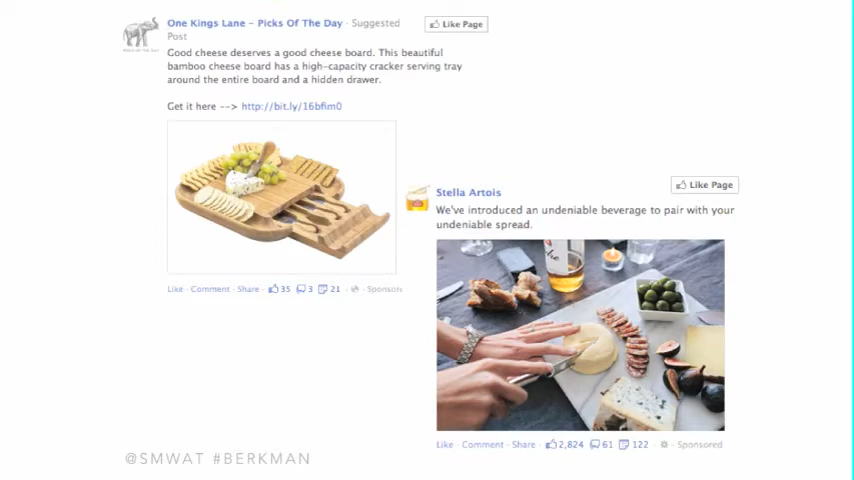 One Kings Lane - Picks Of The Day · Suggested
Post
Like Page
Good cheese deserves a good cheese board. This beautiful
bamboo cheese board has a high-capacity cracker serving tray
around the entire board and a hidden drawer.
Get it here --> http://bit.ly/16bfim0
Like · Comment · Share · 35 3 21 · Sponsore
Stella Artois
Like Page
We've introduced an undeniable beverage to pair with your
undeniable spread.
Like · Comment · Share · 2,824 61 122 · Sponsored
@SMWAT #BERKMAN